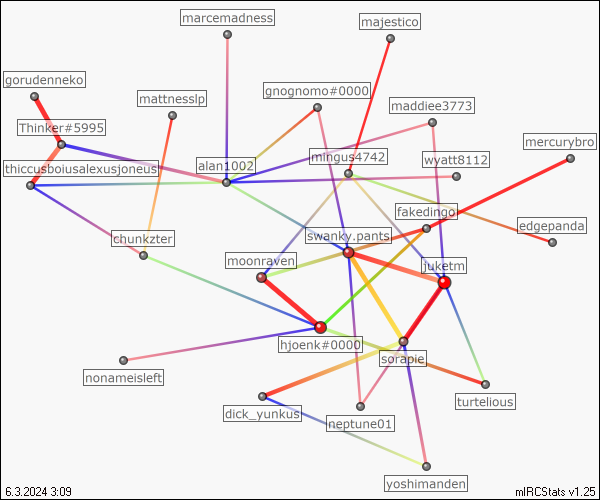 marcemadness
majestico
gorudenneko
gnognomo#0000
mattnesslp
maddiee3773
Thinker#5995
mercurybro
mingus4742
wyatt8112
alan1002
thiccusboiusalexusjoneus
fakedingo
edgepanda
swanky.pants
chunkzter
moonraven
juketm
hjoenk#0000
sorapie
nonameisleft
turtelious
dick_yunkus
neptune01
yoshimanden
6.3.2024 3:09
mIRCStats v1.25